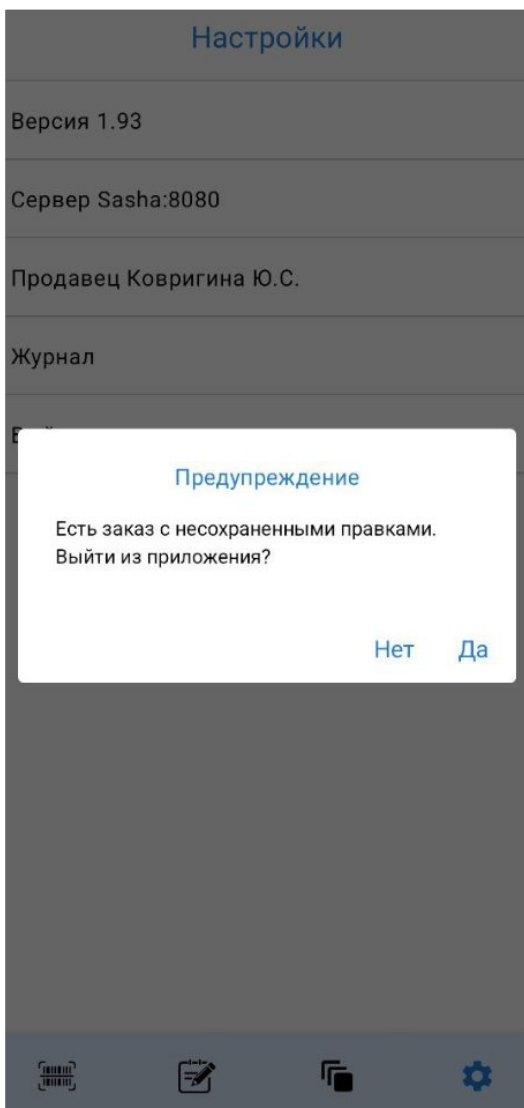 Настройки
Версия 1.93
Сервер Sasha:8080
Продавец Ковригина Ю.С.
Журнал
Предупреждение
Есть заказ с несохраненными правками.
Выйти из приложения?
Нет Да